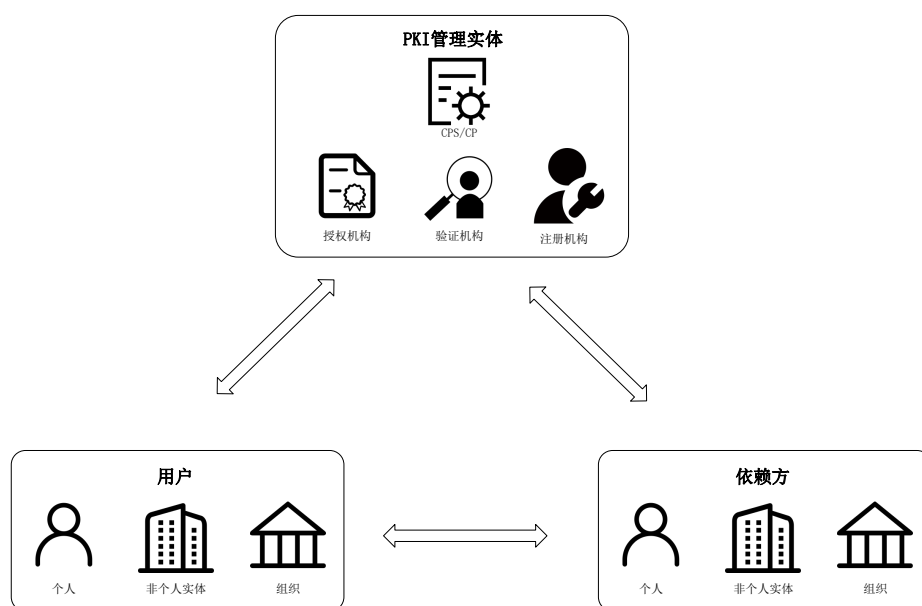 PKI管理实体
CPS/CP
授权机构
验证机构
注册机构
用户
个人
非个人实体
组织
依赖方
个人
非个人实体
组织